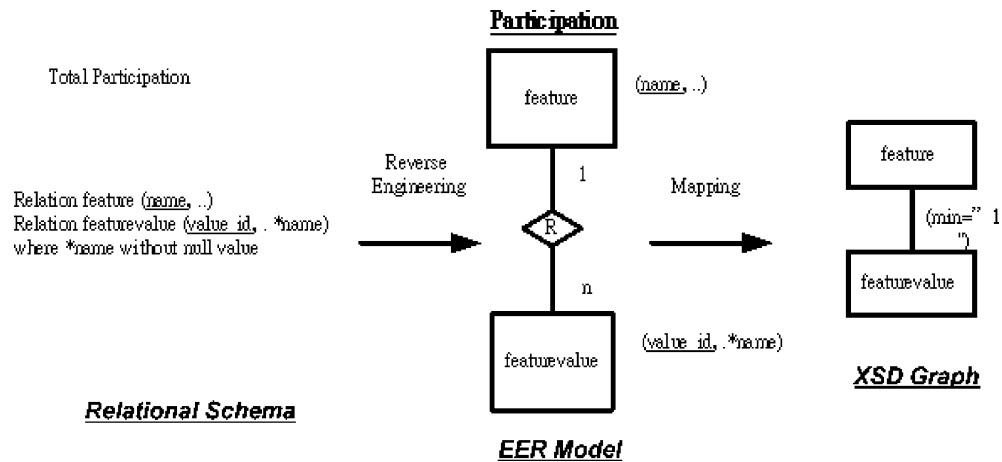 Participation
Total Participation
feature
(name, ..)
feature
Reverse
Engineering
1
Mapping
Relation feature (name, ..)
Relation featurevalue (value_id, . *name)
where *name without null value
R
(min=" 1
")
n
featurevalue
featurevalue
(value_id, .*name)
XSD Graph
Relational Schema
EER Model